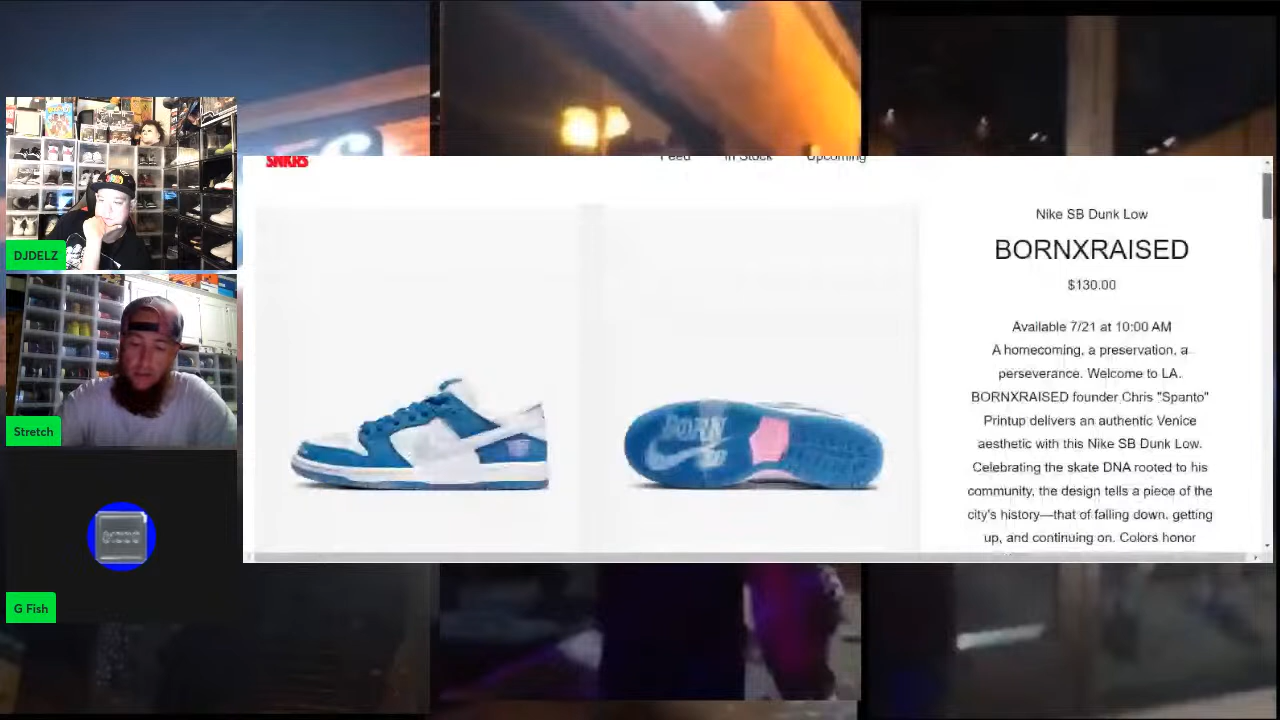 SNKRS
Feed
In Stock
Upcoming
Nike SB Dunk Low
BORNXRAISED
$130.00
Available 7/21 at 10:00 AM
A homecoming, a preservation, a
perseverance. Welcome to LA.
BORNXRAISED founder Chris "Spanto"
Printup delivers an authentic Venice
aesthetic with this Nike SB Dunk Low.
Celebrating the skate DNA rooted to his
community, the design tells a piece of the
city's history—that of falling down, getting
up, and continuing on. Colors honor
BORN
DJDELZ
Stretch
G Fish